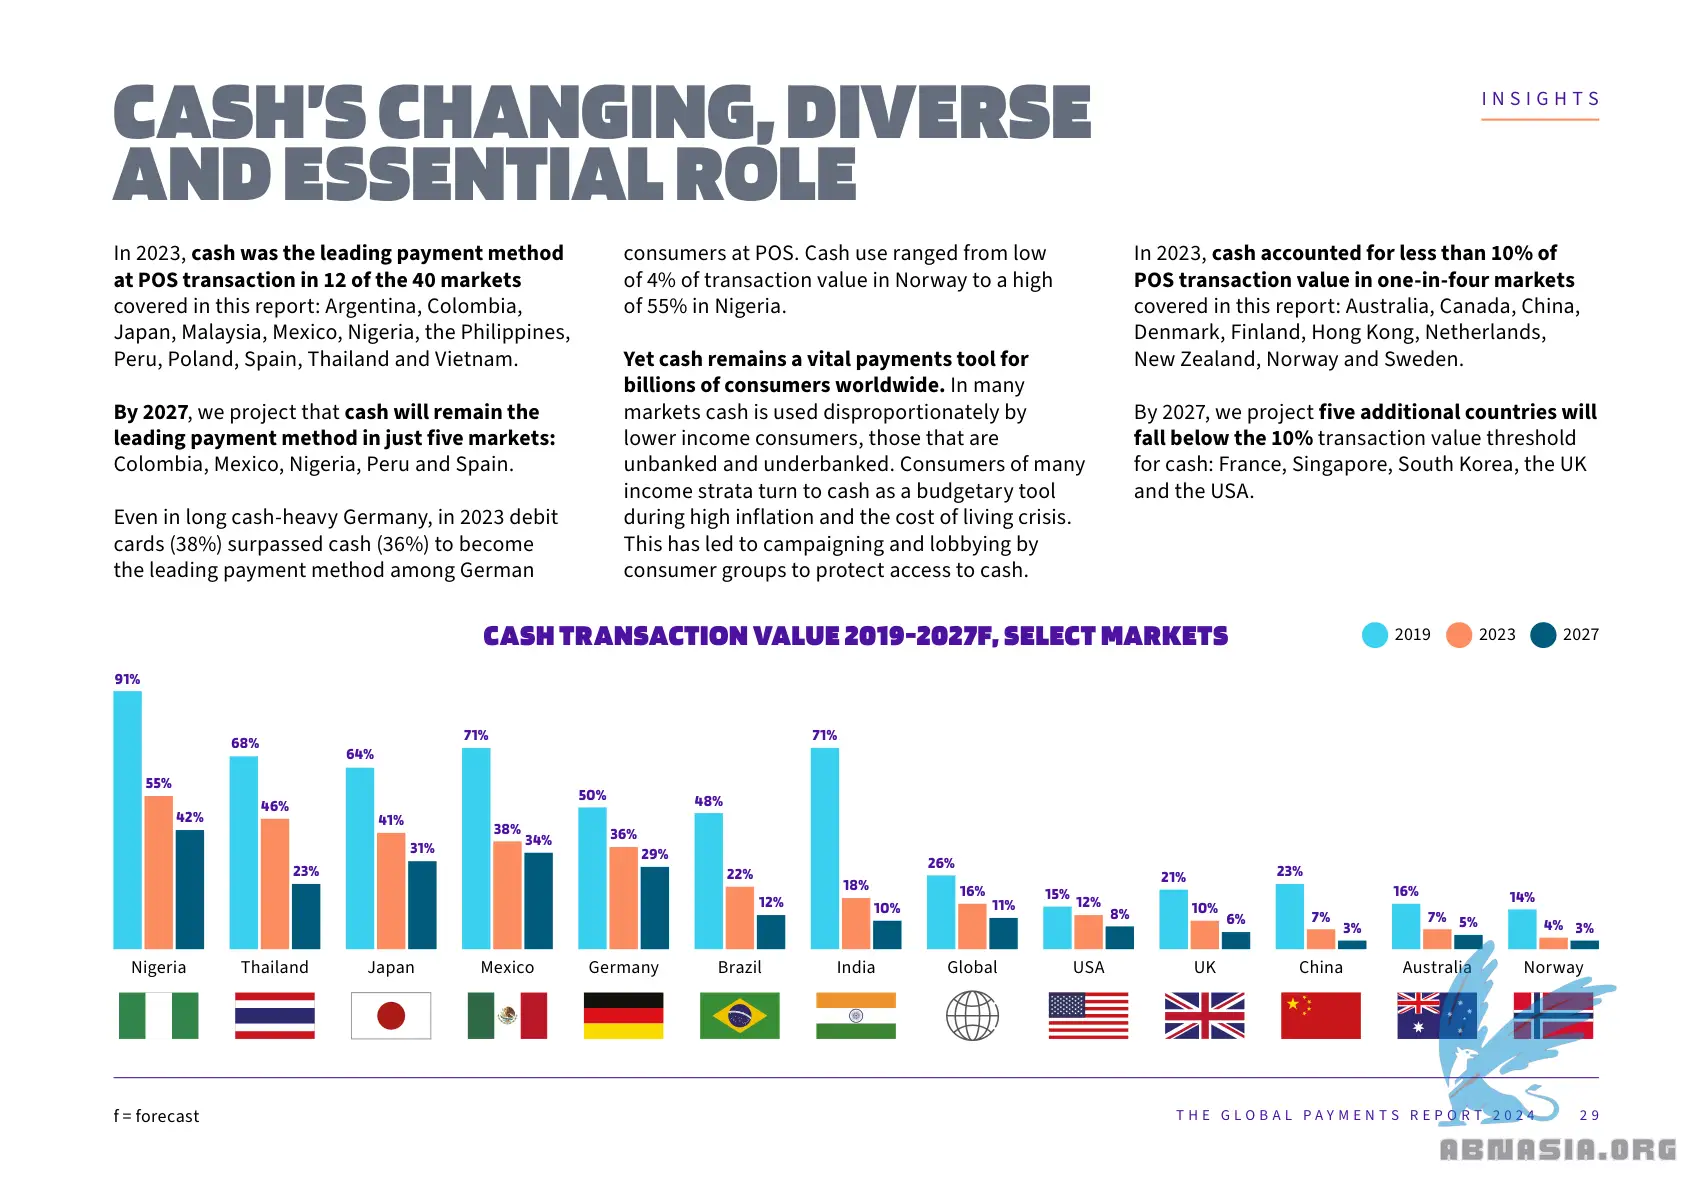 CASH'S CHANGING, DIVERSE
AND ESSENTIAL ROLE
INSIGHTS
In 2023, cash was the leading payment method
at POS transaction in 12 of the 40 markets
covered in this report: Argentina, Colombia,
Japan, Malaysia, Mexico, Nigeria, the Philippines,
Peru, Poland, Spain, Thailand and Vietnam.
By 2027, we project that cash will remain the
leading payment method in just five markets:
Colombia, Mexico, Nigeria, Peru and Spain.
Even in long cash-heavy Germany, in 2023 debit
cards (38%) surpassed cash (36%) to become
the leading payment method among German
consumers at POS. Cash use ranged from low
of 4% of transaction value in Norway to a high
of 55% in Nigeria.
Yet cash remains a vital payments tool for
billions of consumers worldwide. In many
markets cash is used disproportionately by
lower income consumers, those that are
unbanked and underbanked. Consumers of many
income strata turn to cash as a budgetary tool
during high inflation and the cost of living crisis.
This has led to campaigning and lobbying by
consumer groups to protect access to cash.
In 2023, cash accounted for less than 10% of
POS transaction value in one-in-four markets
covered in this report: Australia, Canada, China,
Denmark, Finland, Hong Kong, Netherlands,
New Zealand, Norway and Sweden.
By 2027, we project five additional countries will
fall below the 10% transaction value threshold
for cash: France, Singapore, South Korea, the UK
and the USA.
CASH TRANSACTION VALUE 2019-2027F, SELECT MARKETS
2019 2023 2027
91% 55% 42%
68% 46% 23%
64% 41% 31%
71% 38% 34%
50% 36% 29%
48% 22% 12%
71% 18% 10%
26% 16% 11%
15% 12% 8%
21% 10% 6%
23% 7% 3%
16% 7% 5%
14% 4% 3%
Nigeria Thailand Japan Mexico Germany Brazil India Global USA UK China Australia Norway
f = forecast
THE GLOBAL PAYMENTS REPORT 2024 29
ABNASIA.ORG